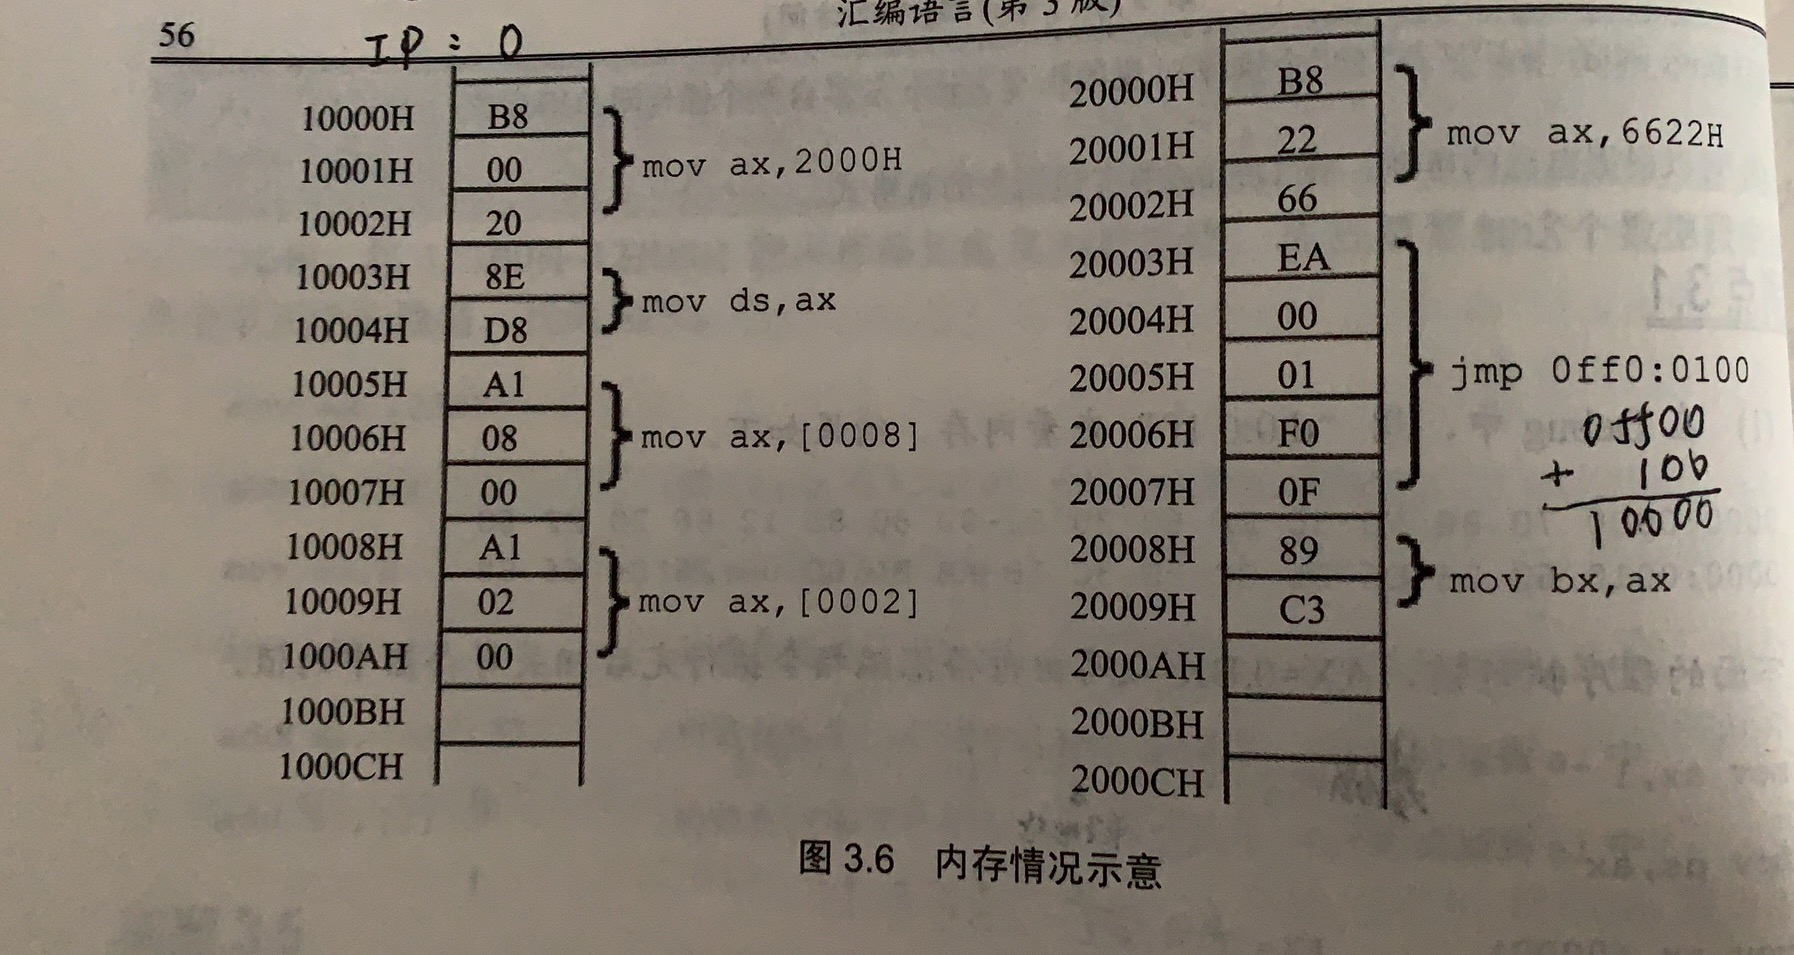 56
汇编语言(第 3 版)
IP : 0
10000H B8
10001H 00
10002H 20
mov ax,2000H
10003H 8E
10004H D8
mov ds,ax
10005H A1
10006H 08
10007H 00
mov ax,[0008]
10008H A1
10009H 02
1000AH 00
mov ax,[0002]
1000BH
1000CH
20000H B8
20001H 22
20002H 66
mov ax,6622H
20003H EA
20004H 00
20005H 01
20006H F0
20007H 0F
jmp 0ff0:0100
0ff00
+ 100
10000
20008H 89
20009H C3
mov bx,ax
2000AH
2000BH
2000CH
图 3.6 内存情况示意